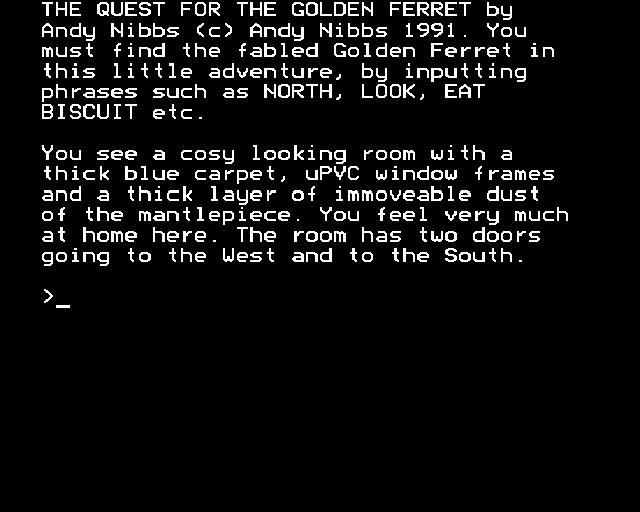 THE QUEST FOR THE GOLDEN FERRET by
Andy Nibbs (c) Andy Nibbs 1991. You
must find the fabled Golden Ferret in
this little adventure, by inputting
phrases such as NORTH, LOOK, EAT
BISCUIT etc.
You see a cosy looking room with a
thick blue carpet, uPVC window frames
and a thick layer of immoveable dust
of the mantlepiece. You feel very much
at home here. The room has two doors
going to the West and to the South.
>_